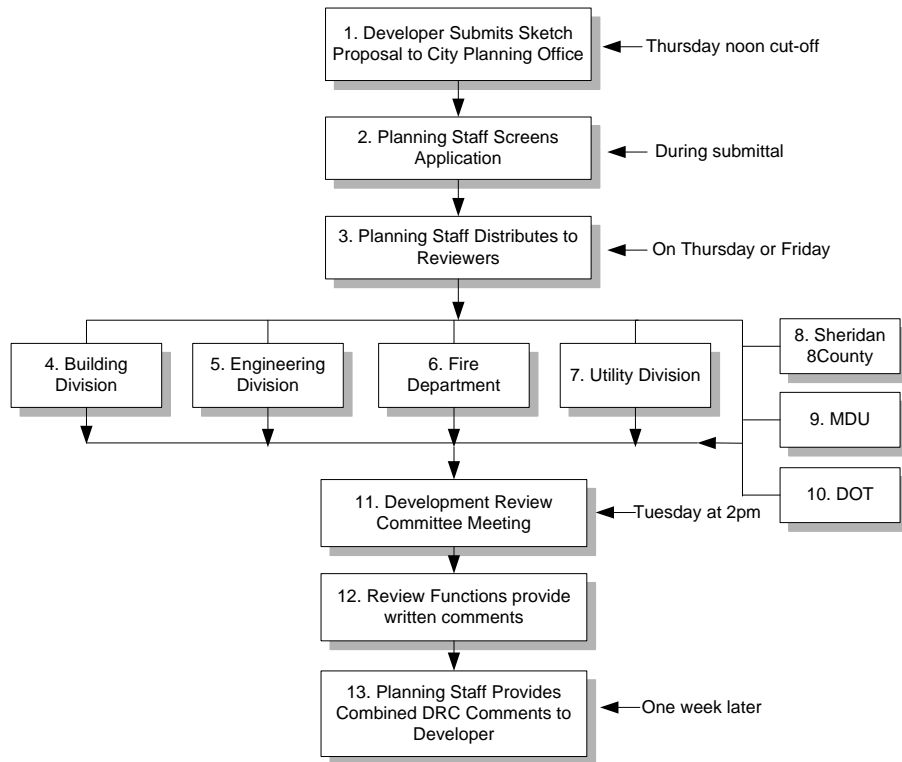 1. Developer Submits Sketch
Proposal to City Planning Office
Thursday noon cut-off
2. Planning Staff Screens
Application
During submittal
3. Planning Staff Distributes to
Reviewers
On Thursday or Friday
4. Building
Division
5. Engineering
Division
6. Fire
Department
7. Utility Division
8. Sheridan
8County
9. MDU
10. DOT
11. Development Review
Committee Meeting
Tuesday at 2pm
12. Review Functions provide
written comments
13. Planning Staff Provides
Combined DRC Comments to
Developer
One week later